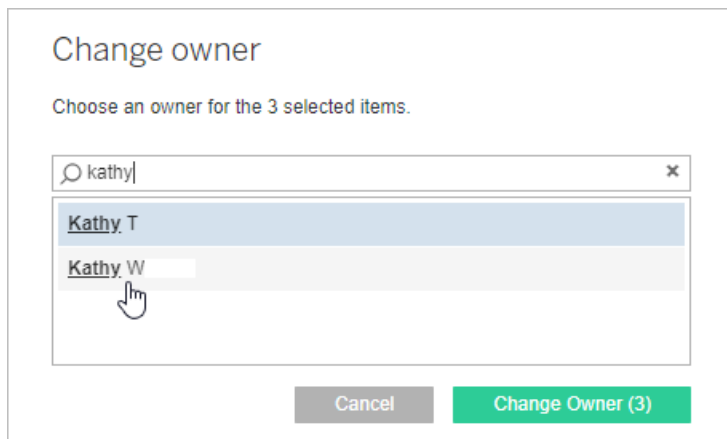 Change owner
Choose an owner for the 3 selected items.
kathy
Kathy T
Kathy W
Cancel Change Owner (3)